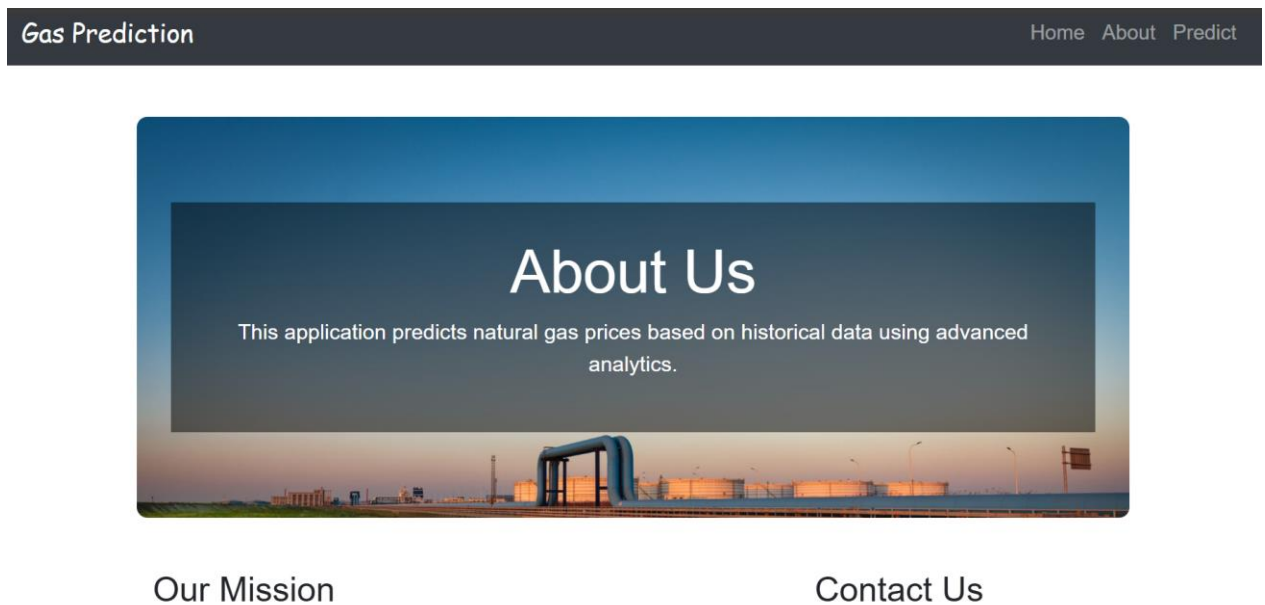 Gas Prediction
Home About Predict
About Us
This application predicts natural gas prices based on historical data using advanced
analytics.
Our Mission
Contact Us